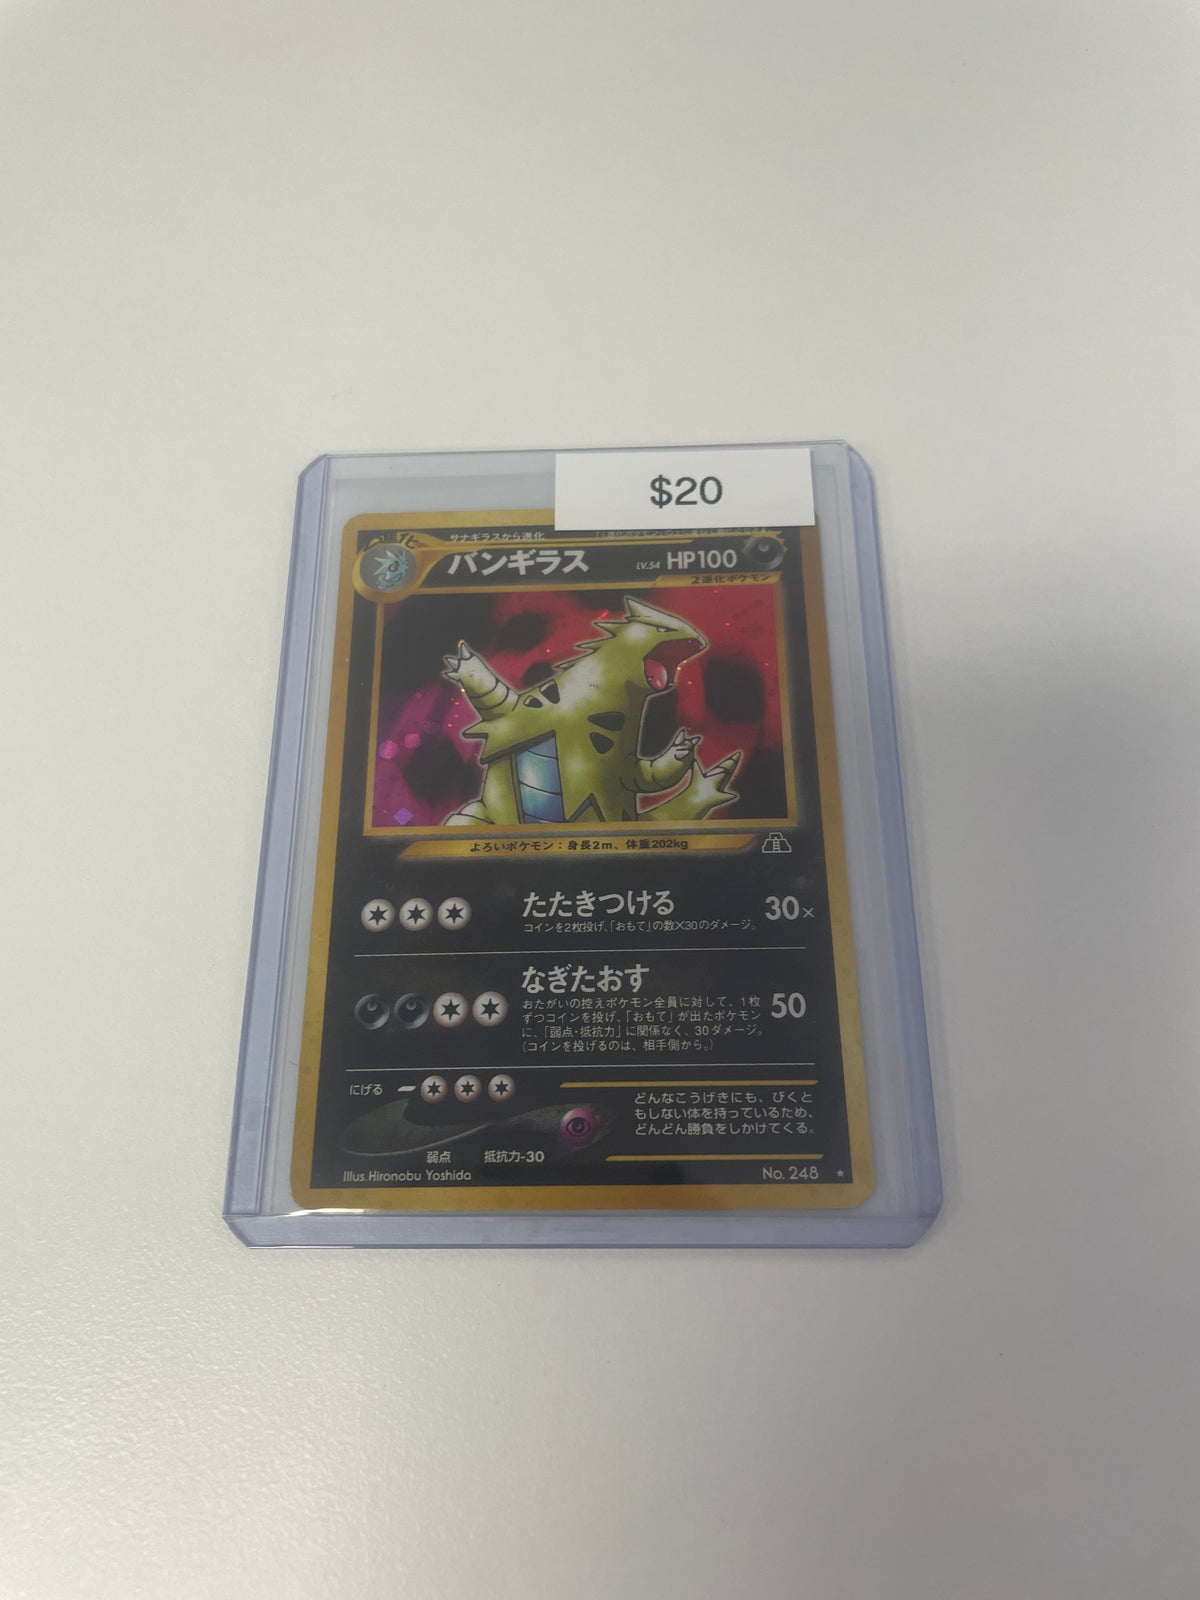 $20
サナギラスから進化
バンギラス LV.54 HP100
2進化ポケモン
よろいポケモン：身長2m、体重202kg
たたきつける 30×
コインを2枚投げ、「おもて」の数×30のダメージ。
なぎたおす 50
おたがいの控えポケモン全員に対して、1枚
ずつコインを投げ、「おもて」が出たポケモン
に、「弱点・抵抗力」に関係なく、30ダメージ。
（コインを投げるのは、相手側から。）
にげる
どんなこうげきにも、びくと
もしない体を持っているため、
どんどん勝負をしかけてくる。
弱点 抵抗力-30
Illus.Hironobu Yoshida No. 248 ★